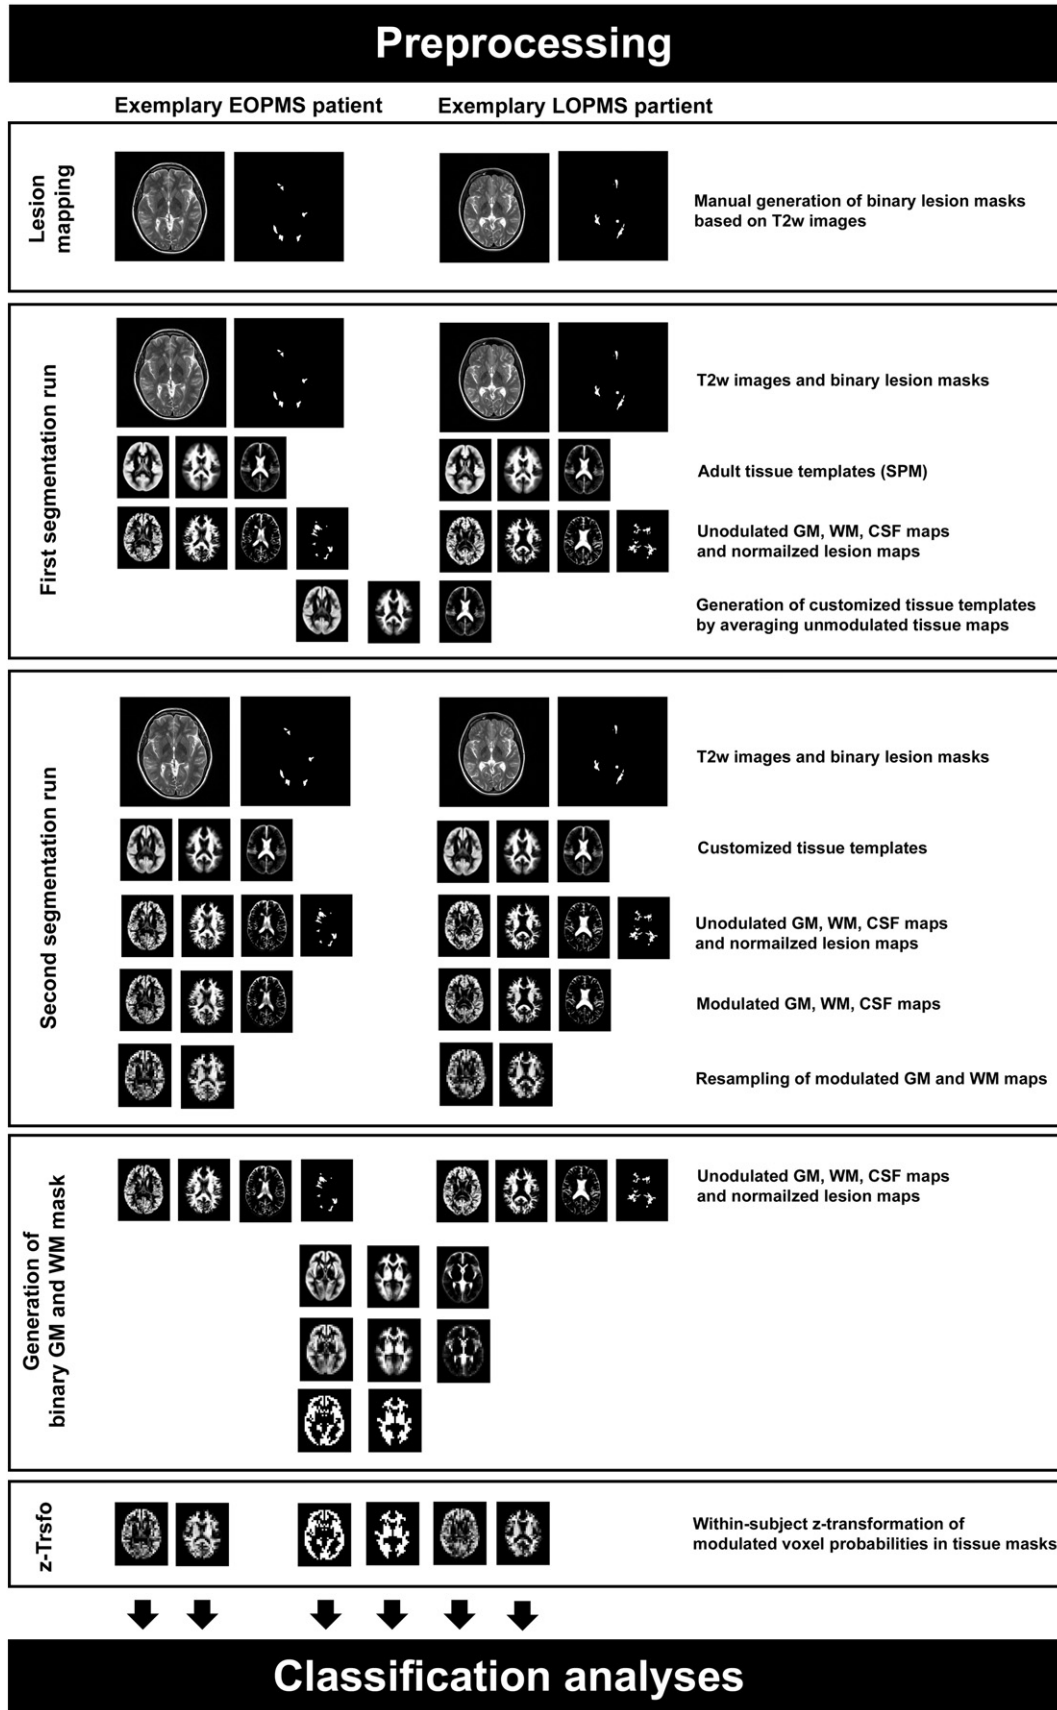 Preprocessing
Exemplary EOPMS patient
Exemplary LOPMS partient
Lesion
mapping
Manual generation of binary lesion masks
based on T2w images
First segmentation run
T2w images and binary lesion masks
Adult tissue templates (SPM)
Unodulated GM, WM, CSF maps
and normailzed lesion maps
Generation of customized tissue templates
by averaging unmodulated tissue maps
Second segmentation run
T2w images and binary lesion masks
Customized tissue templates
Unodulated GM, WM, CSF maps
and normailzed lesion maps
Modulated GM, WM, CSF maps
Resampling of modulated GM and WM maps
Generation of
binary GM and WM mask
Unodulated GM, WM, CSF maps
and normailzed lesion maps
z-Trsfo
Within-subject z-transformation of
modulated voxel probabilities in tissue masks
Classification analyses